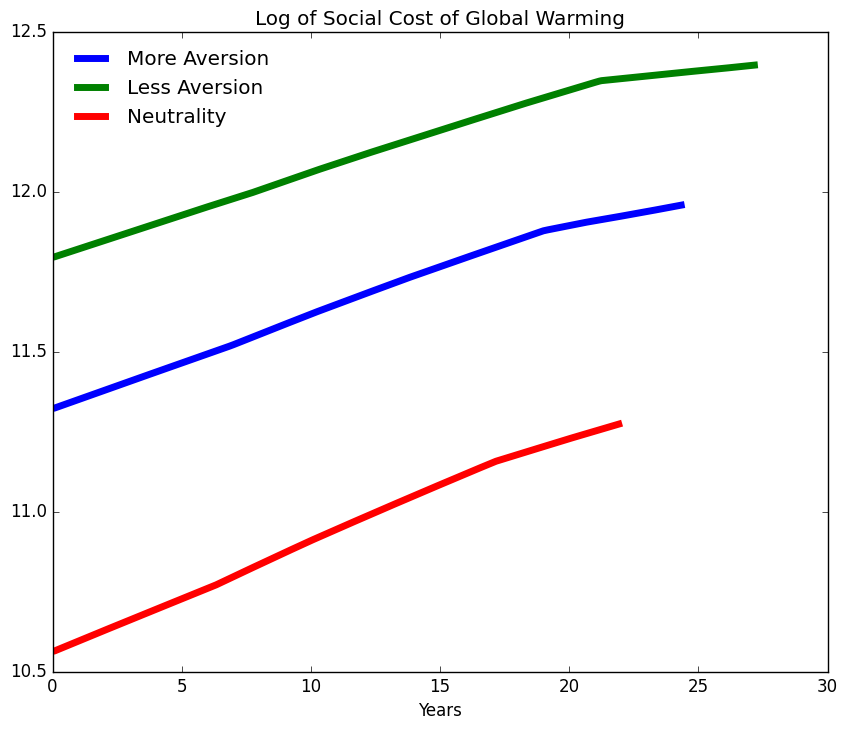 Log of Social Cost of Global Warming
12.5
12.0
11.5
11.0
10.5
More Aversion
Less Aversion
Neutrality
0 5 10 15 20 25 30
Years